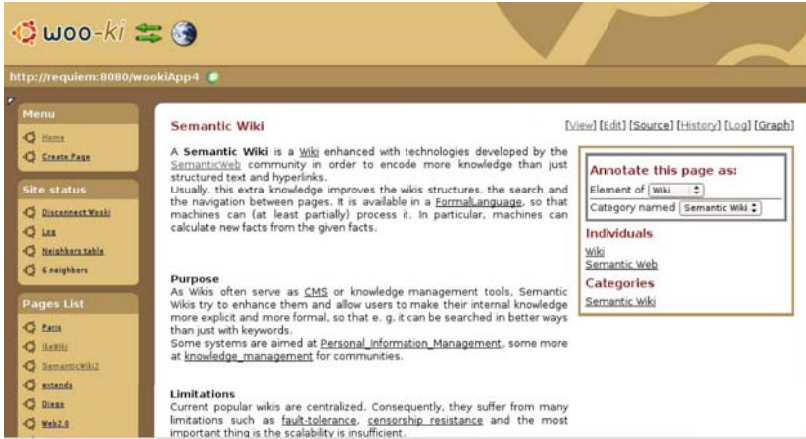 woo-ki
http://requiem:8080/wookiApp4
Menu
Home
Create Page
Site status
Disconnect Wooki
Log
Neighbors table
6 neighbors
Pages List
Paris
IkeWiki
SemanticWiki2
extends
Diego
Web2.0
Semantic Wiki
[View] [Edit] [Source] [History] [Log] [Graph]
A Semantic Wiki is a Wiki enhanced with technologies developed by the
SemanticWeb community in order to encode more knowledge than just
structured text and hyperlinks.
Usually, this extra knowledge improves the wikis structures, the search and
the navigation between pages. It is available in a FormalLanguage, so that
machines can (at least partially) process it. In particular, machines can
calculate new facts from the given facts.
Purpose
As Wikis often serve as CMS or knowledge management tools, Semantic
Wikis try to enhance them and allow users to make their internal knowledge
more explicit and more formal, so that e. g. it can be searched in better ways
than just with keywords.
Some systems are aimed at Personal_Information_Management, some more
at knowledge_management for communities.
Limitations
Current popular wikis are centralized. Consequently, they suffer from many
limitations such as fault-tolerance, censorship resistance and the most
important thing is the scalability is insufficient.
Annotate this page as:
Element of Wiki
Category named Semantic Wiki
Individuals
Wiki
Semantic Web
Categories
Semantic Wiki